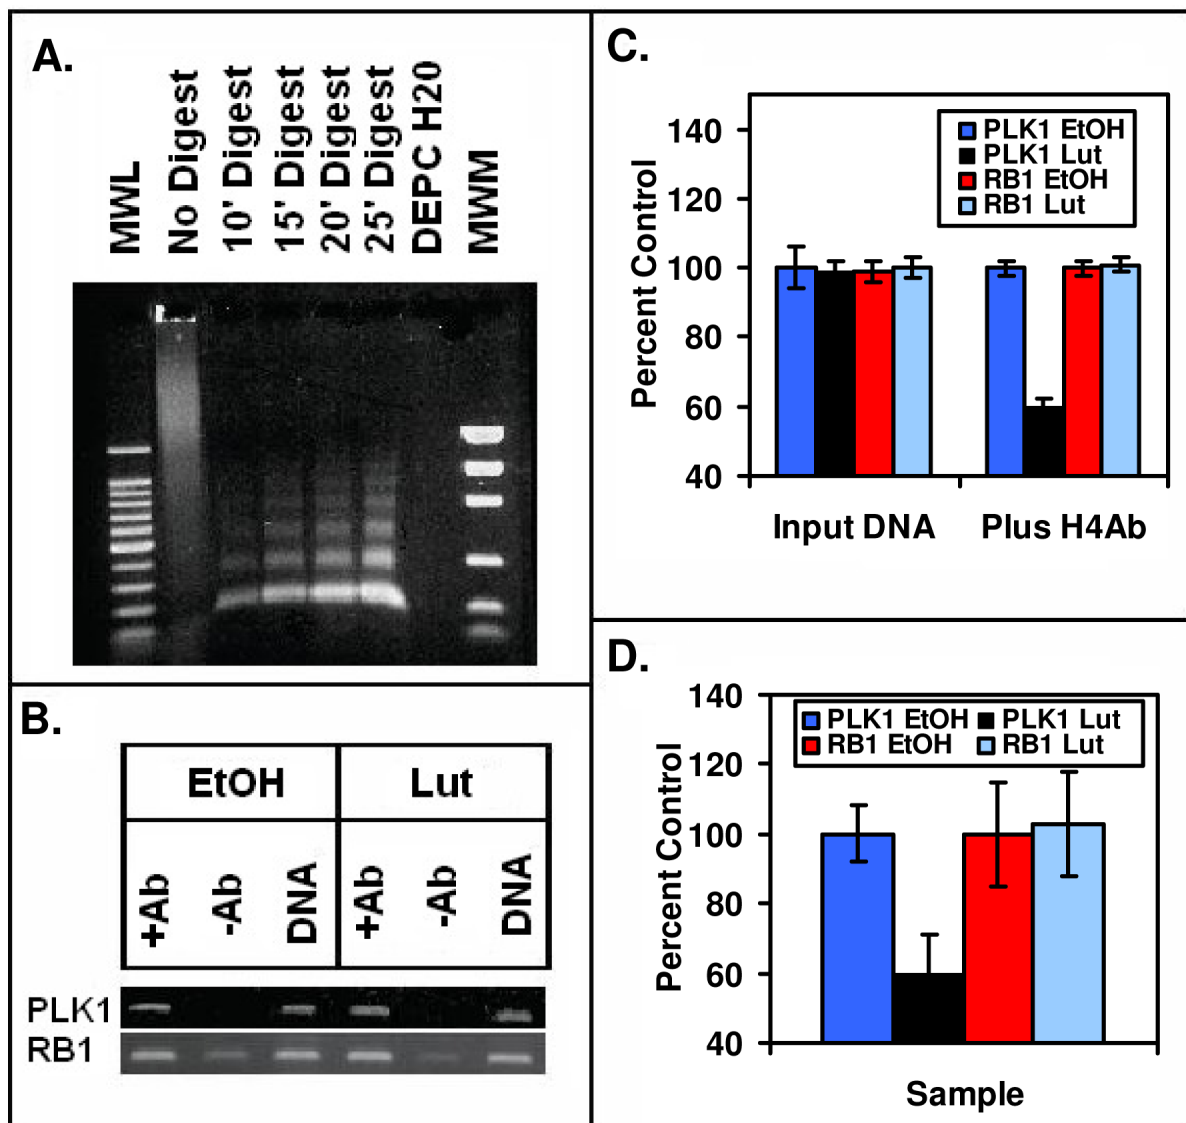 A.
MWL
No Digest
10' Digest
15' Digest
20' Digest
25' Digest
DEPC H20
MWM
B.
EtOH Lut
+Ab -Ab DNA +Ab -Ab DNA
PLK1
RB1
C.
Percent Control
140
120
100
80
60
40
PLK1 EtOH
PLK1 Lut
RB1 EtOH
RB1 Lut
Input DNA Plus H4Ab
D.
Percent Control
140
120
100
80
60
40
PLK1 EtOH PLK1 Lut
RB1 EtOH RB1 Lut
Sample